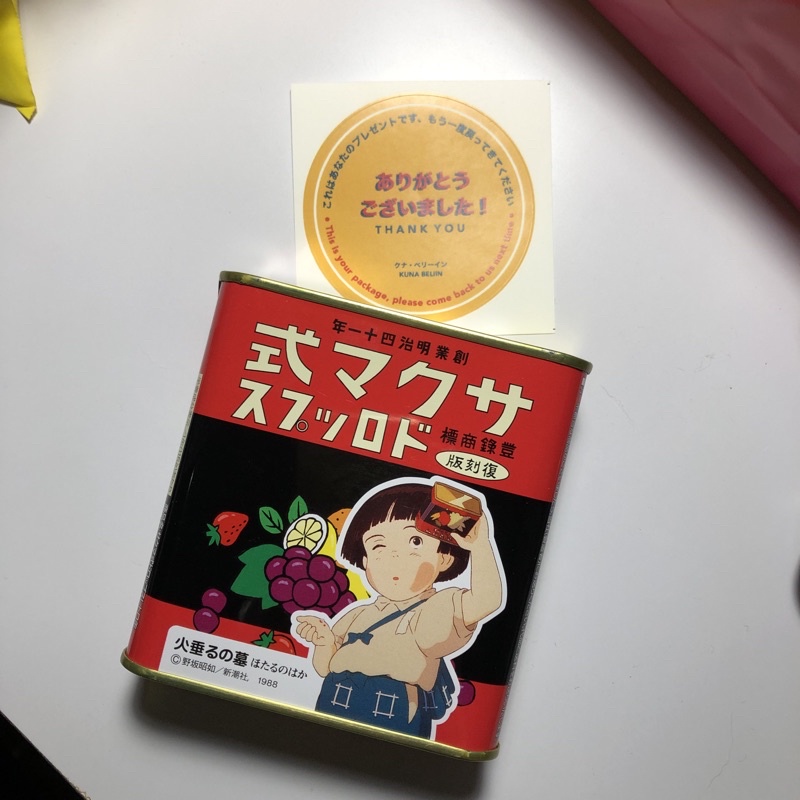 これはあなたのプレゼントです、もう一度戻ってきてください
ありがとう
ございました!
THANK YOU
クナ・ベリーイン
KUNA BEIJIN
This is your package, please come back to us next time
創業明治四十一年
サクマ式
ドロップス
登録商標
復刻版
火垂るの墓 ほたるのはか
©野坂昭如/新潮社, 1988